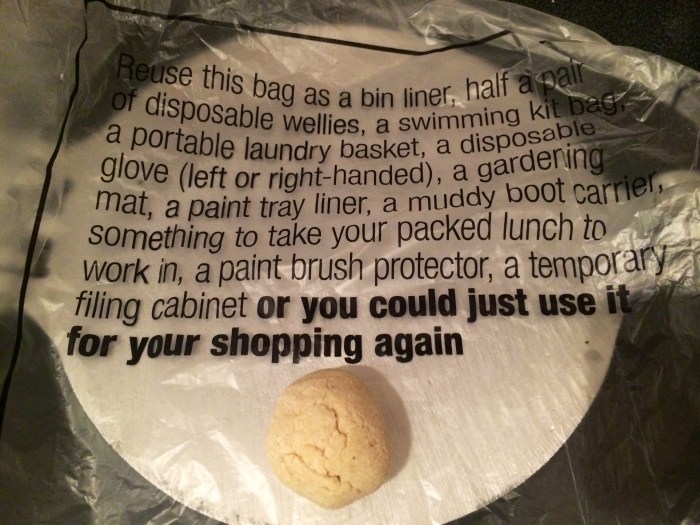 Reuse this bag as a bin liner, half a pair
of disposable wellies, a swimming kit bag,
a portable laundry basket, a disposable
glove (left or right-handed), a gardening
mat, a paint tray liner, a muddy boot carrier,
something to take your packed lunch to
work in, a paint brush protector, a temporary
filing cabinet or you could just use it
for your shopping again